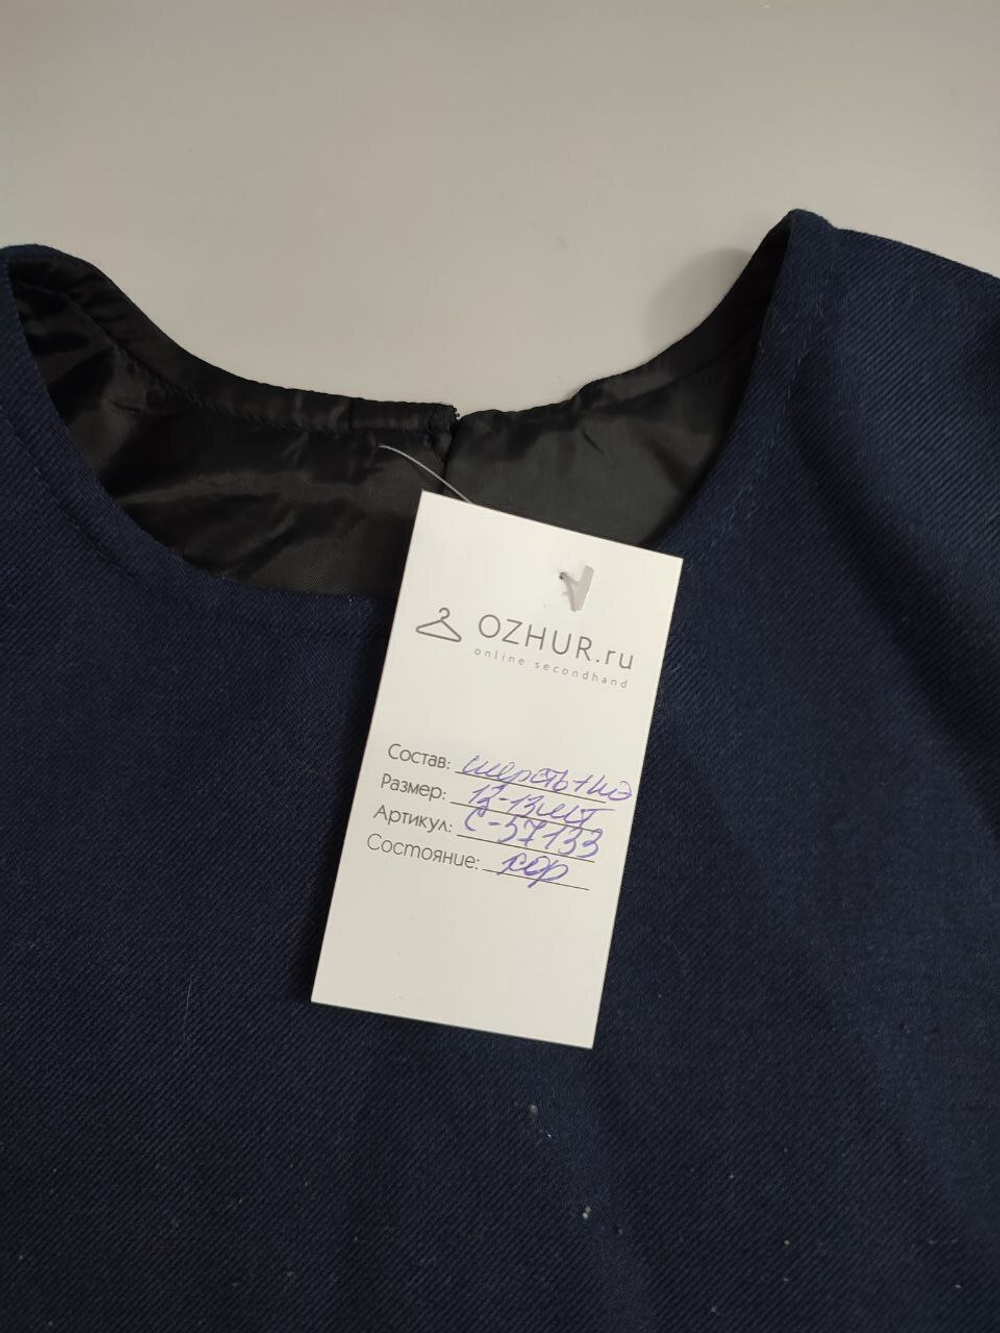 OZHUR.ru
online secondhand
Состав: шерсть+пэ
Размер: 12-13лет
Артикул: С-57133
Состояние: хор